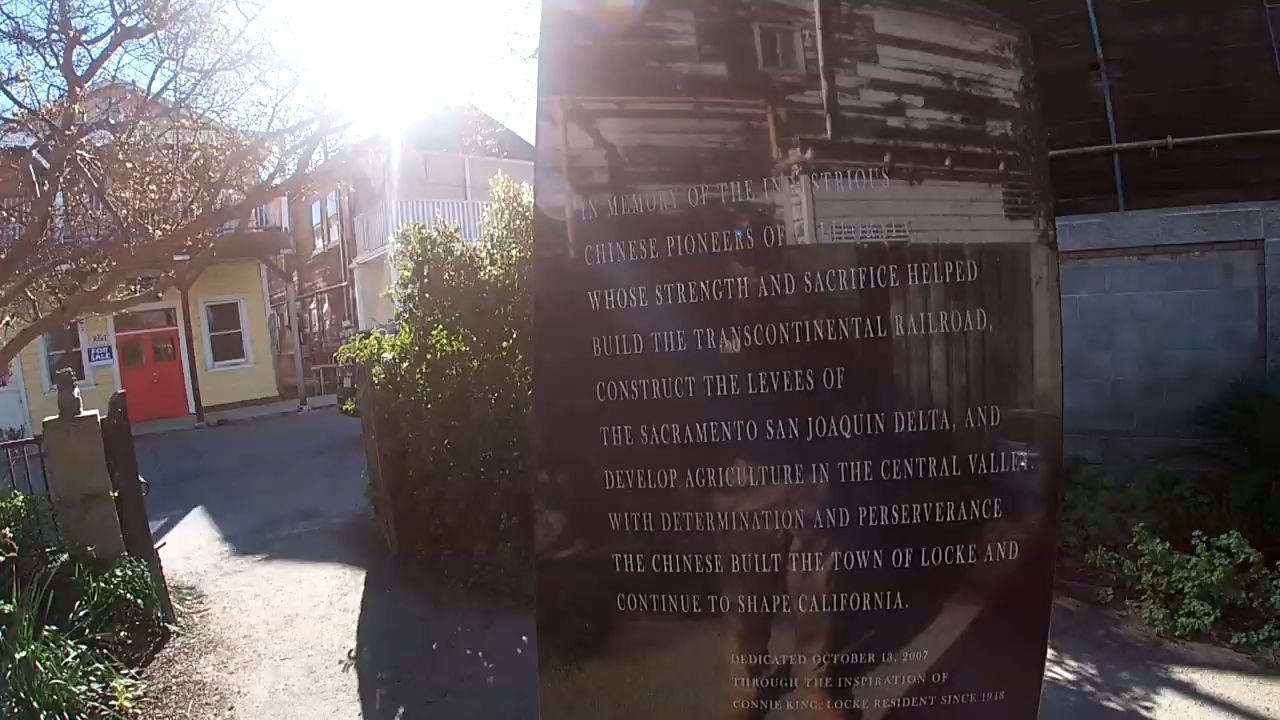 IN MEMORY OF THE INDUSTRIOUS
CHINESE PIONEERS OF
WHOSE STRENGTH AND SACRIFICE HELPED
BUILD THE TRANSCONTINENTAL RAILROAD,
CONSTRUCT THE LEVEES OF
THE SACRAMENTO SAN JOAQUIN DELTA, AND
DEVELOP AGRICULTURE IN THE CENTRAL VALLEY.
WITH DETERMINATION AND PERSERVERANCE
THE CHINESE BUILT THE TOWN OF LOCKE AND
CONTINUE TO SHAPE CALIFORNIA.
DEDICATED OCTOBER 13, 2007
THROUGH THE INSPIRATION OF
CONNIE KING, LOCKE RESIDENT SINCE 1948
FOR
SALE